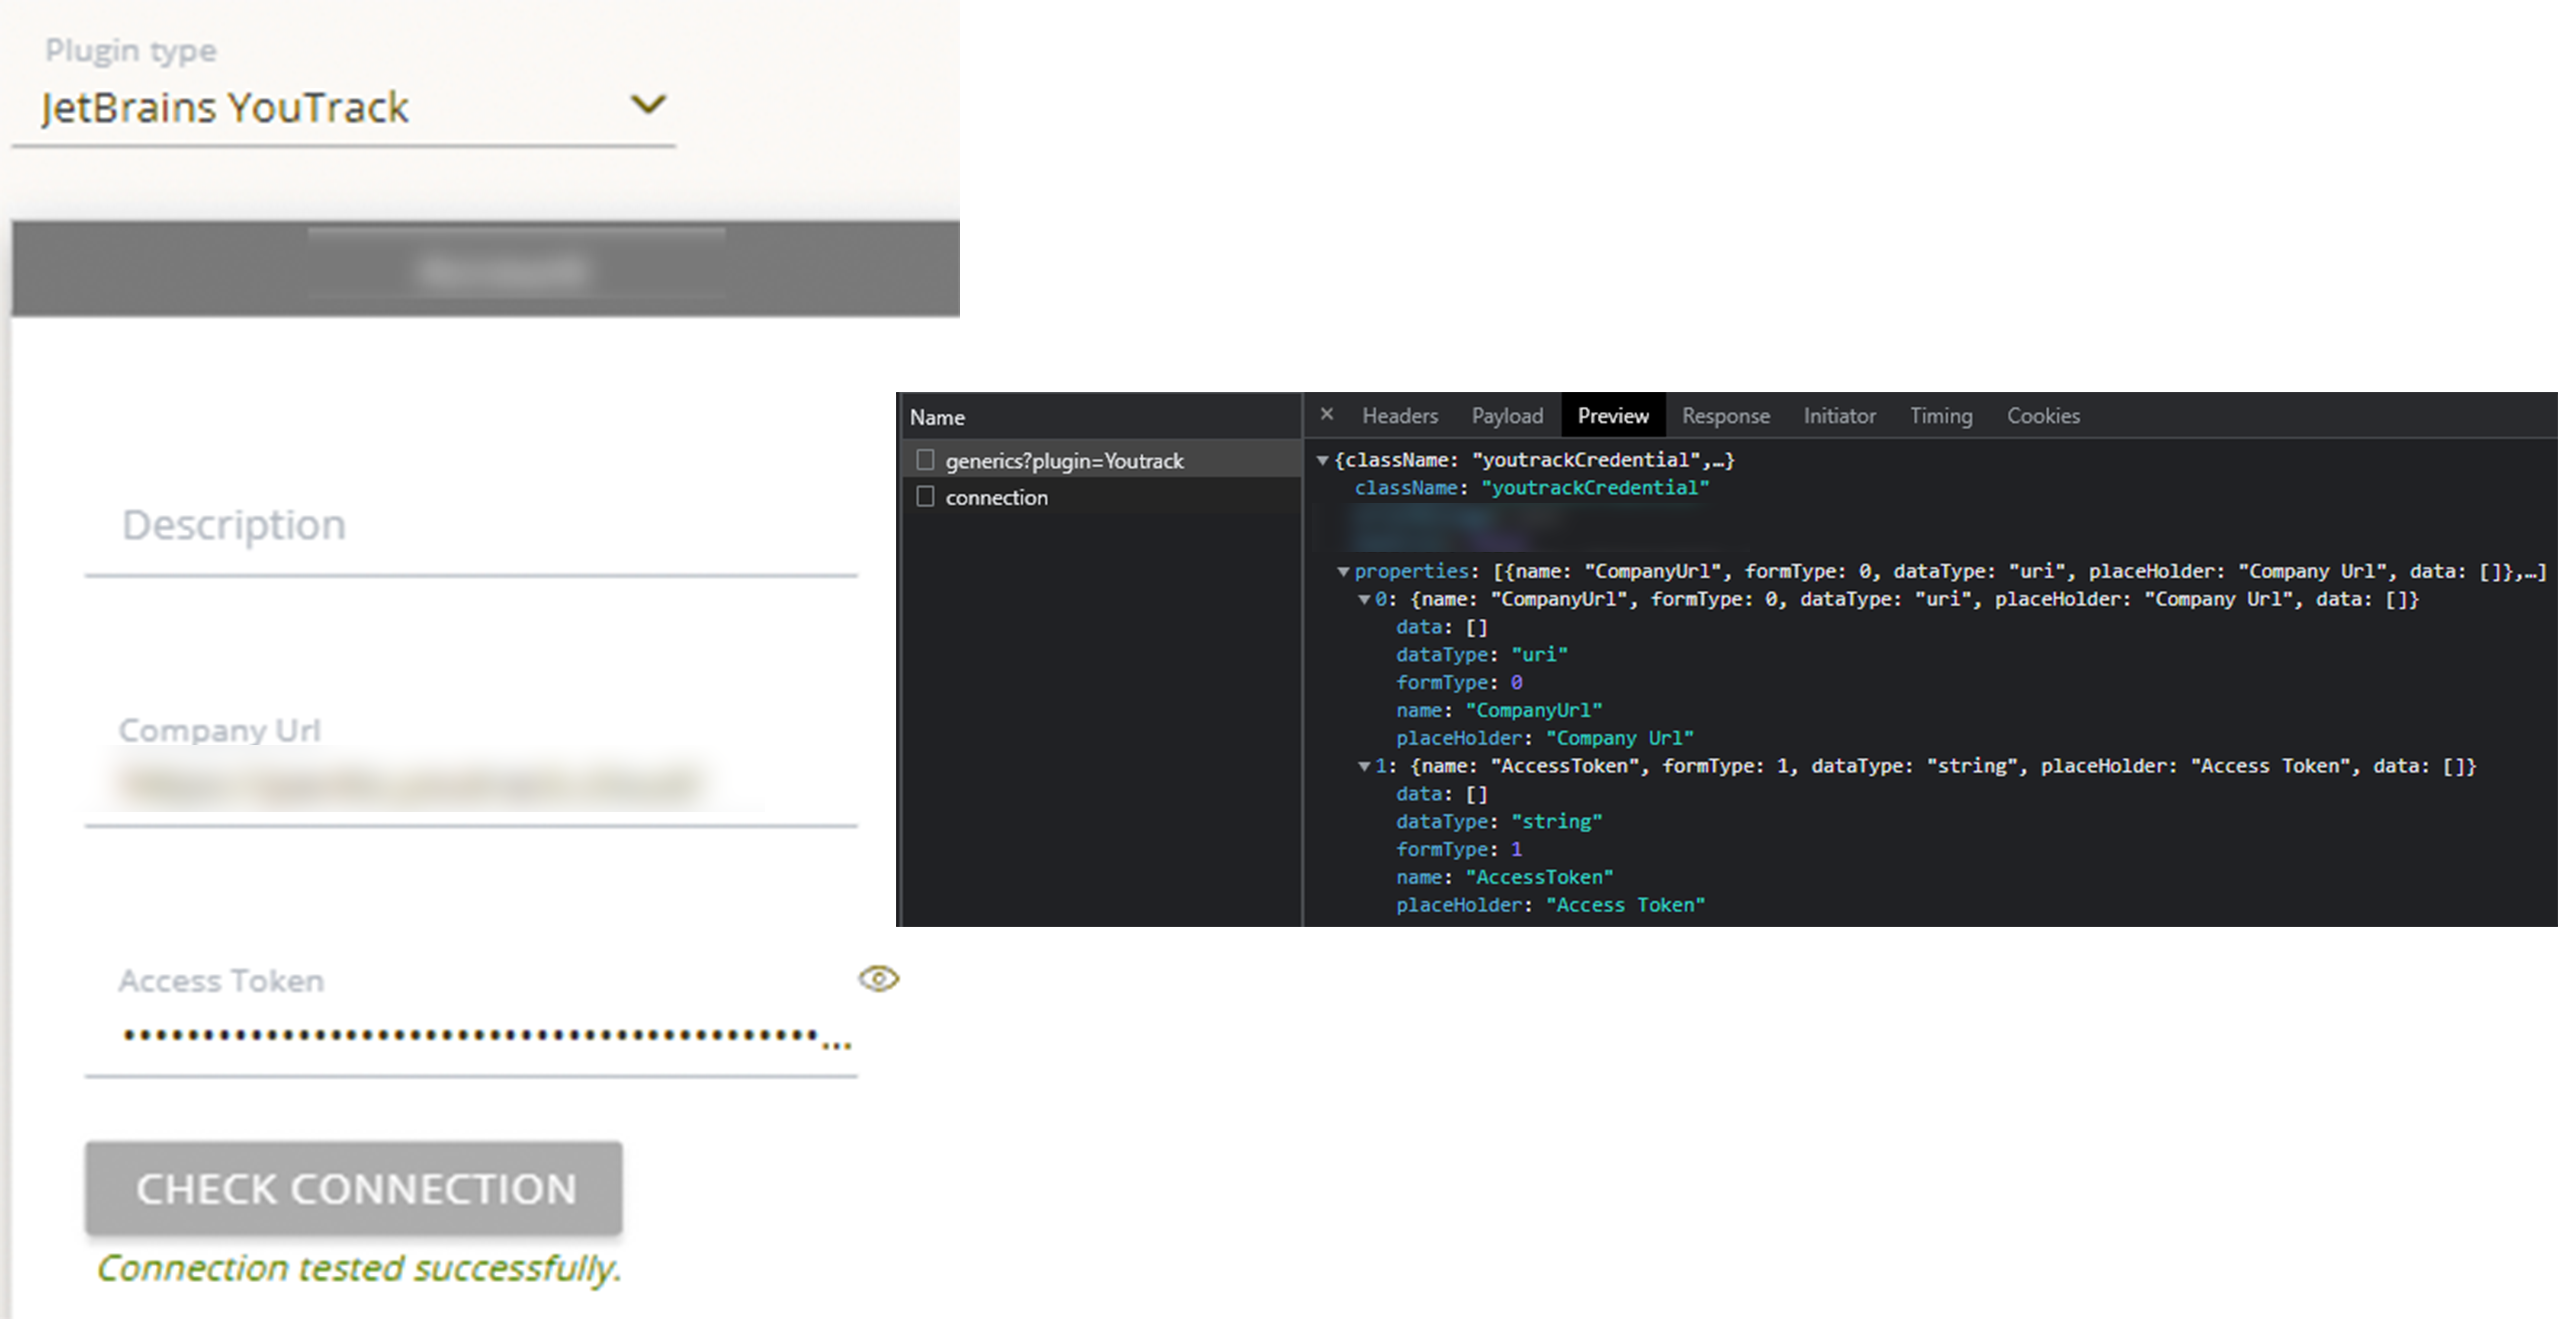 Plugin type
JetBrains YouTrack
Description
Company Url
Access Token
••••••••••••••••••••••••••••••••••••••••••••...
CHECK CONNECTION
Connection tested successfully.
Name
generics?plugin=Youtrack
connection
× Headers Payload Preview Response Initiator Timing Cookies
▼{className: "youtrackCredential",…}
className: "youtrackCredential"
▼properties: [{name: "CompanyUrl", formType: 0, dataType: "uri", placeHolder: "Company Url", data: []},…]
▼0: {name: "CompanyUrl", formType: 0, dataType: "uri", placeHolder: "Company Url", data: []}
data: []
dataType: "uri"
formType: 0
name: "CompanyUrl"
placeHolder: "Company Url"
▼1: {name: "AccessToken", formType: 1, dataType: "string", placeHolder: "Access Token", data: []}
data: []
dataType: "string"
formType: 1
name: "AccessToken"
placeHolder: "Access Token"